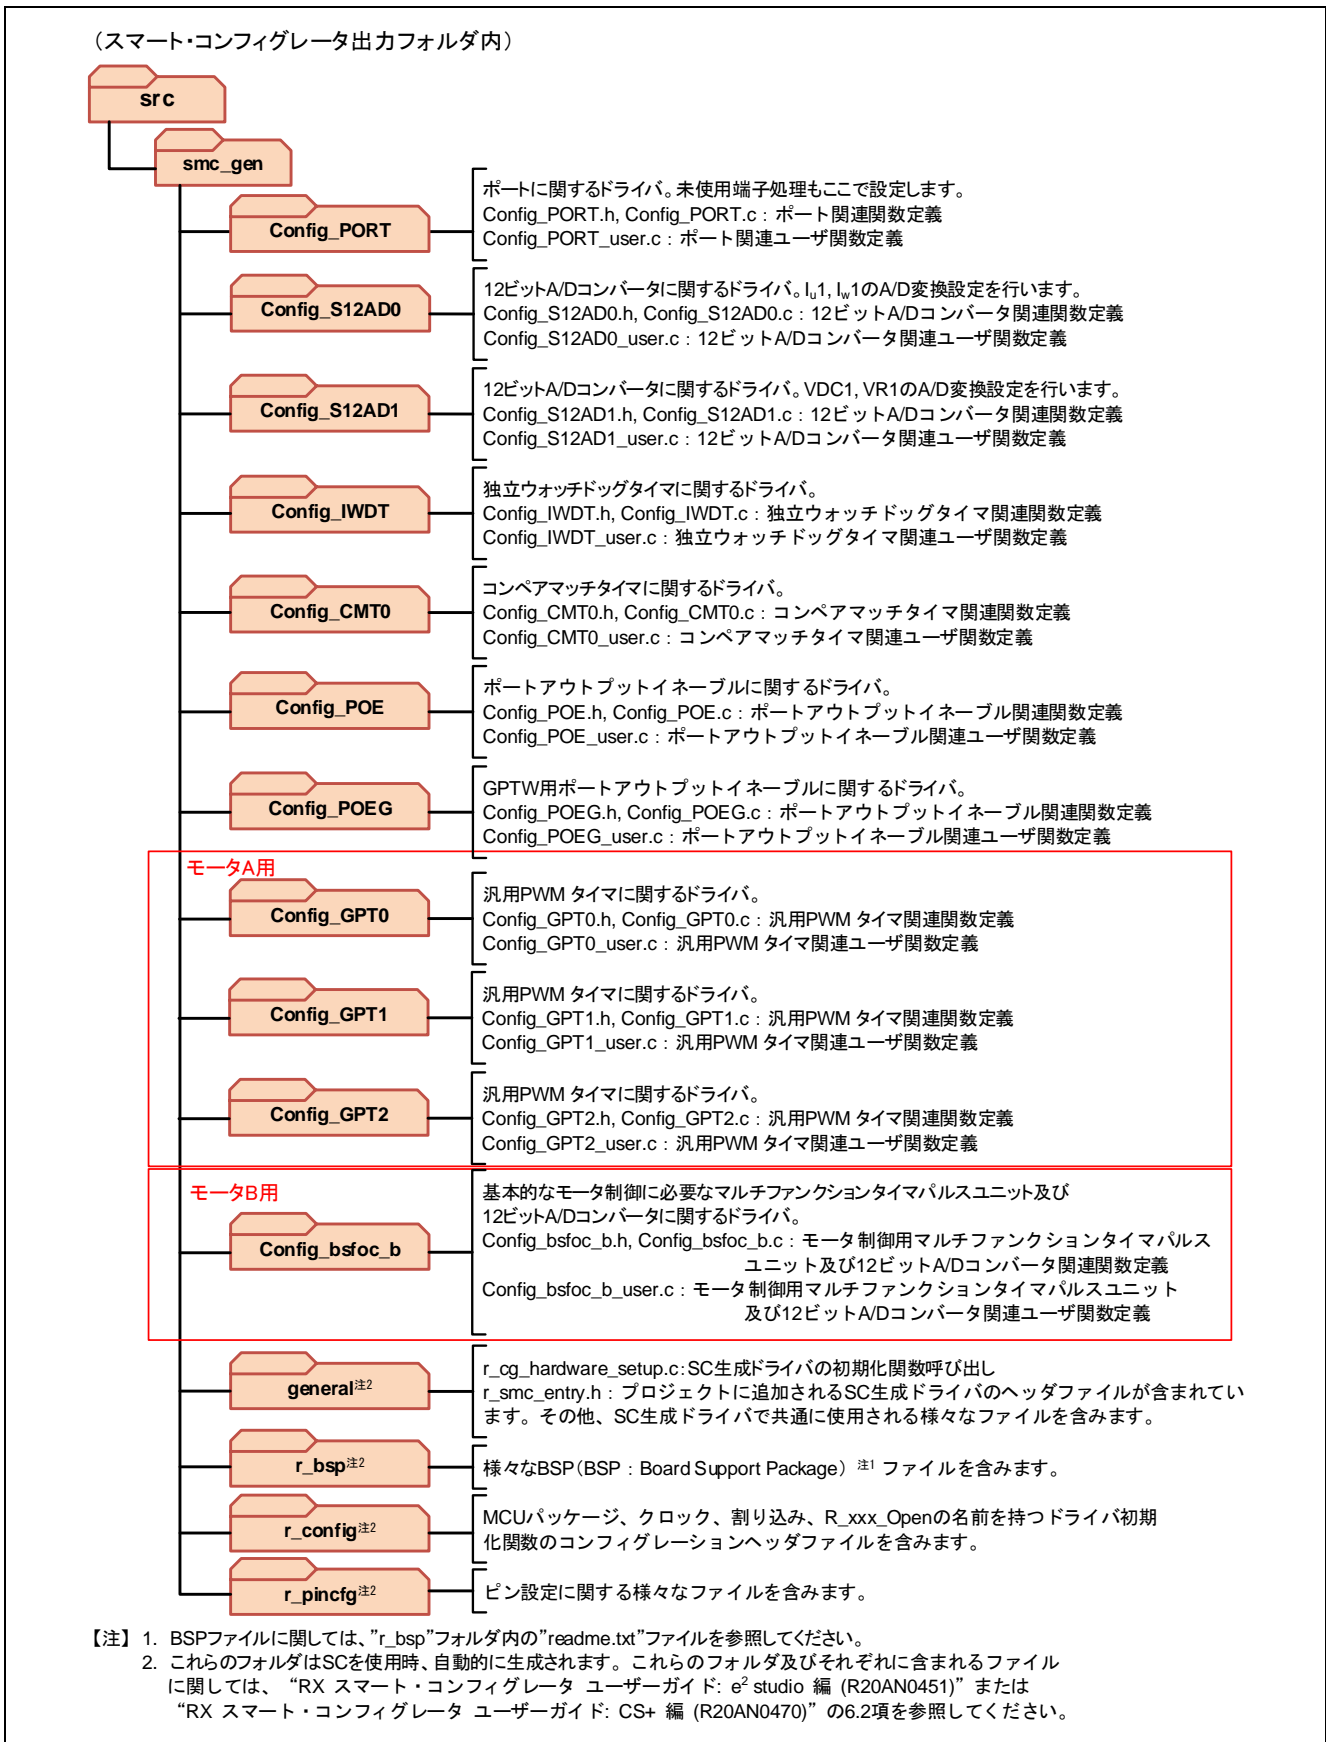 （スマート・コンフィグレータ出力フォルダ内）
src
smc_gen
Config_PORT
ポートに関するドライバ。未使用端子処理もここで設定します。
Config_PORT.h, Config_PORT.c：ポート関連関数定義
Config_PORT_user.c：ポート関連ユーザ関数定義
Config_S12AD0
12ビットA/Dコンバータに関するドライバ。Iu1, Iw1のA/D変換設定を行います。
Config_S12AD0.h, Config_S12AD0.c：12ビットA/Dコンバータ関連関数定義
Config_S12AD0_user.c：12ビットA/Dコンバータ関連ユーザ関数定義
Config_S12AD1
12ビットA/Dコンバータに関するドライバ。VDC1, VR1のA/D変換設定を行います。
Config_S12AD1.h, Config_S12AD1.c：12ビットA/Dコンバータ関連関数定義
Config_S12AD1_user.c：12ビットA/Dコンバータ関連ユーザ関数定義
Config_IWDT
独立ウォッチドッグタイマに関するドライバ。
Config_IWDT.h, Config_IWDT.c：独立ウォッチドッグタイマ関連関数定義
Config_IWDT_user.c：独立ウォッチドッグタイマ関連ユーザ関数定義
Config_CMT0
コンペアマッチタイマに関するドライバ。
Config_CMT0.h, Config_CMT0.c：コンペアマッチタイマ関連関数定義
Config_CMT0_user.c：コンペアマッチタイマ関連ユーザ関数定義
Config_POE
ポートアウトプットイネーブルに関するドライバ。
Config_POE.h, Config_POE.c：ポートアウトプットイネーブル関連関数定義
Config_POE_user.c：ポートアウトプットイネーブル関連ユーザ関数定義
Config_POEG
GPTW用ポートアウトプットイネーブルに関するドライバ。
Config_POEG.h, Config_POEG.c：ポートアウトプットイネーブル関連関数定義
Config_POEG_user.c：ポートアウトプットイネーブル関連ユーザ関数定義
モータA用
Config_GPT0
汎用PWM タイマに関するドライバ。
Config_GPT0.h, Config_GPT0.c：汎用PWM タイマ関連関数定義
Config_GPT0_user.c：汎用PWM タイマ関連ユーザ関数定義
Config_GPT1
汎用PWM タイマに関するドライバ。
Config_GPT1.h, Config_GPT1.c：汎用PWM タイマ関連関数定義
Config_GPT1_user.c：汎用PWM タイマ関連ユーザ関数定義
Config_GPT2
汎用PWM タイマに関するドライバ。
Config_GPT2.h, Config_GPT2.c：汎用PWM タイマ関連関数定義
Config_GPT2_user.c：汎用PWM タイマ関連ユーザ関数定義
モータB用
Config_bsfoc_b
基本的なモータ制御に必要なマルチファンクションタイマパルスユニット及び
12ビットA/Dコンバータに関するドライバ。
Config_bsfoc_b.h, Config_bsfoc_b.c：モータ制御用マルチファンクションタイマパルス
ユニット及び12ビットA/Dコンバータ関連関数定義
Config_bsfoc_b_user.c：モータ制御用マルチファンクションタイマパルスユニット
及び12ビットA/Dコンバータ関連ユーザ関数定義
general注2
r_cg_hardware_setup.c:SC生成ドライバの初期化関数呼び出し
r_smc_entry.h：プロジェクトに追加されるSC生成ドライバのヘッダファイルが含まれてい
ます。その他、SC生成ドライバで共通に使用される様々なファイルを含みます。
r_bsp注2
様々なBSP（BSP：Board Support Package）注1 ファイルを含みます。
r_config注2
MCUパッケージ、クロック、割り込み、R_xxx_Openの名前を持つドライバ初期
化関数のコンフィグレーションヘッダファイルを含みます。
r_pincfg注2
ピン設定に関する様々なファイルを含みます。
【注】 1. BSPファイルに関しては、”r_bsp”フォルダ内の”readme.txt”ファイルを参照してください。
2. これらのフォルダはSCを使用時、自動的に生成されます。これらのフォルダ及びそれぞれに含まれるファイル
に関しては、 “RX スマート・コンフィグレータ ユーザーガイド: e2 studio 編 (R20AN0451)” または
“RX スマート・コンフィグレータ ユーザーガイド: CS+ 編 (R20AN0470)” の6.2項を参照してください。